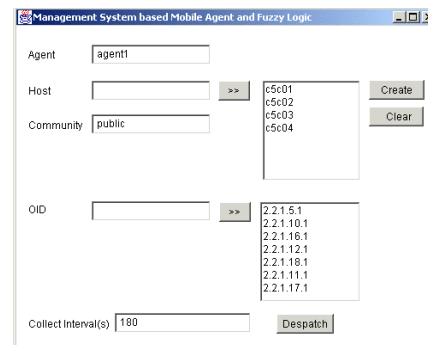 Management System based Mobile Agent and Fuzzy Logic
Agent agent1
Host >> Create
Clear
Community public
c5c01
c5c02
c5c03
c5c04
OID >>
2.2.1.5.1
2.2.1.10.1
2.2.1.16.1
2.2.1.12.1
2.2.1.18.1
2.2.1.11.1
2.2.1.17.1
Collect Interval(s) 180 Despatch